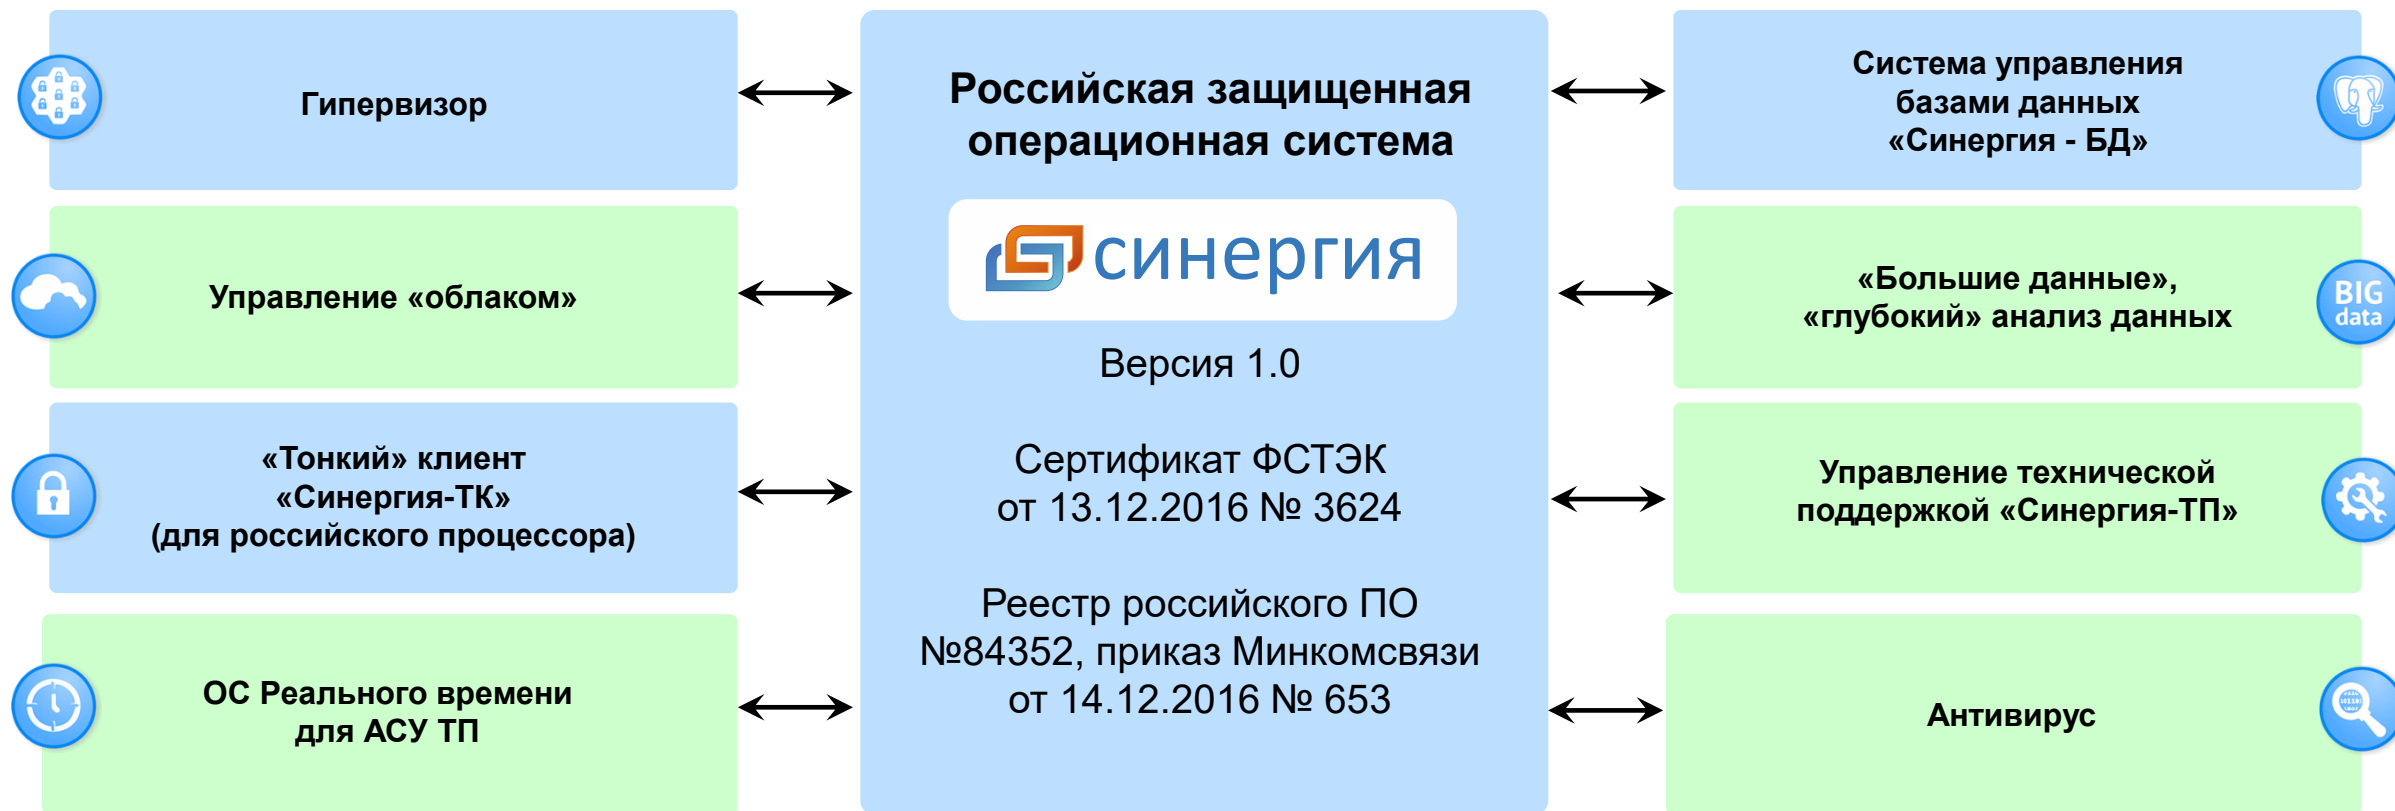 Гипервизор
Управление «облаком»
«Тонкий» клиент
«Синергия-ТК»
(для российского процессора)
ОС Реального времени
для АСУ ТП
Российская защищенная
операционная система
синергия
Версия 1.0
Сертификат ФСТЭК
от 13.12.2016 № 3624
Реестр российского ПО
№84352, приказ Минкомсвязи
от 14.12.2016 № 653
Система управления
базами данных
«Синергия - БД»
«Большие данные»,
«глубокий» анализ данных
BIG
data
Управление технической
поддержкой «Синергия-ТП»
Антивирус